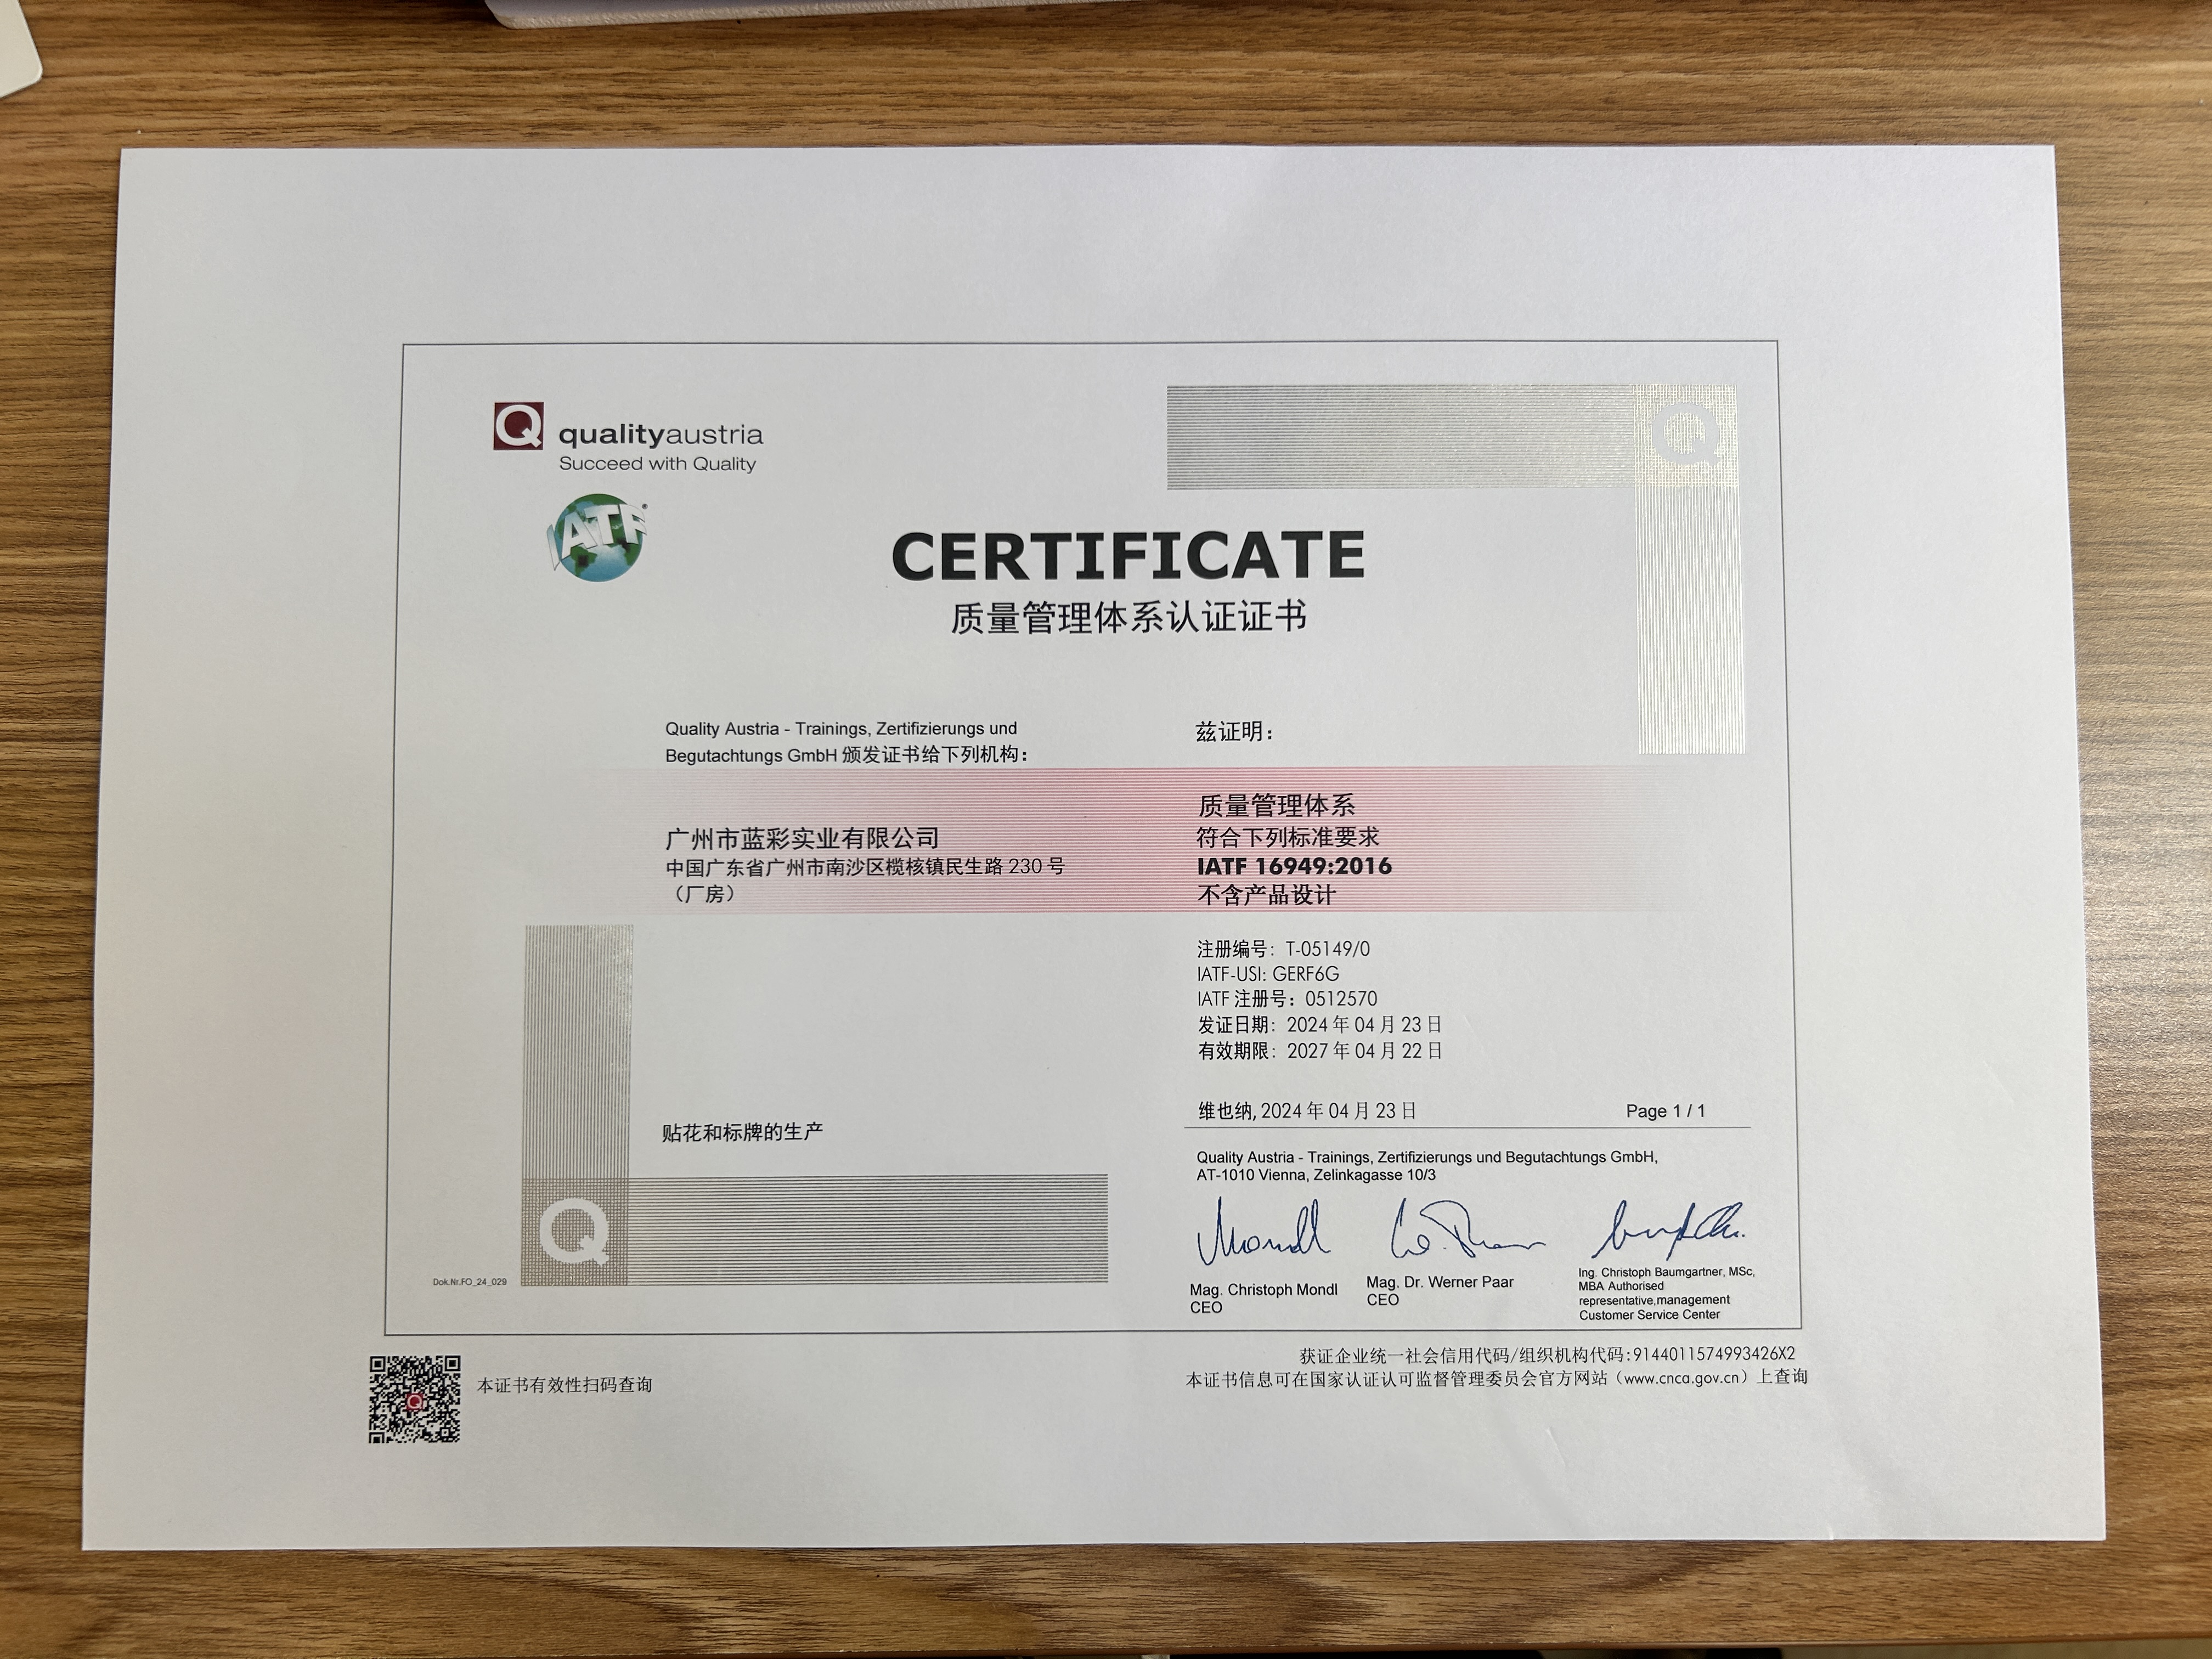 qualityaustria
Succeed with Quality
IATF
CERTIFICATE
质量管理体系认证证书
Quality Austria - Trainings, Zertifizierungs und
Begutachtungs GmbH 颁发证书给下列机构：
广州市蓝彩实业有限公司
中国广东省广州市南沙区榄核镇民生路 230 号
（厂房）
兹证明：
质量管理体系
符合下列标准要求
IATF 16949:2016
不含产品设计
注册编号：T-05149/0
IATF-USI: GERF6G
IATF 注册号：0512570
发证日期：2024 年 04 月 23 日
有效期限：2027 年 04 月 22 日
贴花和标牌的生产
维也纳, 2024 年 04 月 23 日
Page 1 / 1
Quality Austria - Trainings, Zertifizierungs und Begutachtungs GmbH,
AT-1010 Vienna, Zelinkagasse 10/3
Mag. Christoph Mondl
CEO
Mag. Dr. Werner Paar
CEO
Ing. Christoph Baumgartner, MSc,
MBA Authorised
representative,management
Customer Service Center
Dok.Nr.FO_24_029
本证书有效性扫码查询
获证企业统一社会信用代码/组织机构代码:9144011574993426X2
本证书信息可在国家认证认可监督管理委员会官方网站（www.cnca.gov.cn）上查询